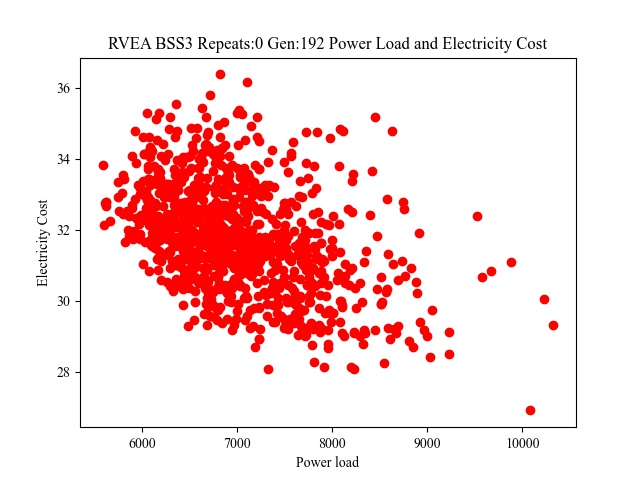 RVEA BSS3 Repeats:0 Gen:192 Power Load and Electricity Cost
36
34
32
30
28
Electricity Cost
6000 7000 8000 9000 10000
Power load